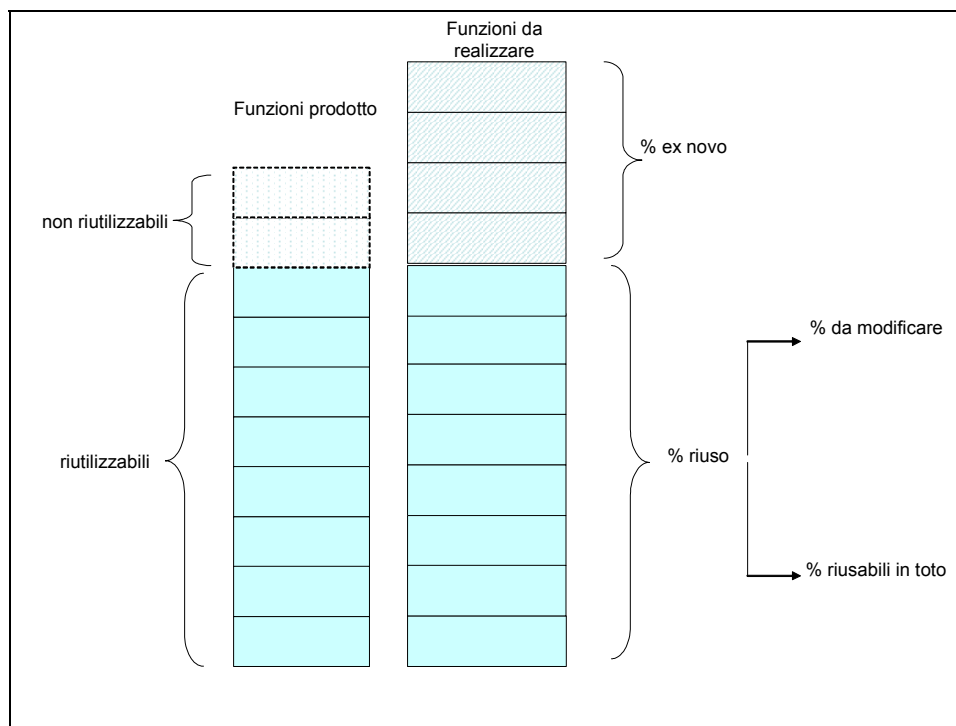 Funzioni da
realizzare
Funzioni prodotto
% ex novo
non riutilizzabili
% da modificare
riutilizzabili
% riuso
% riusabili in toto